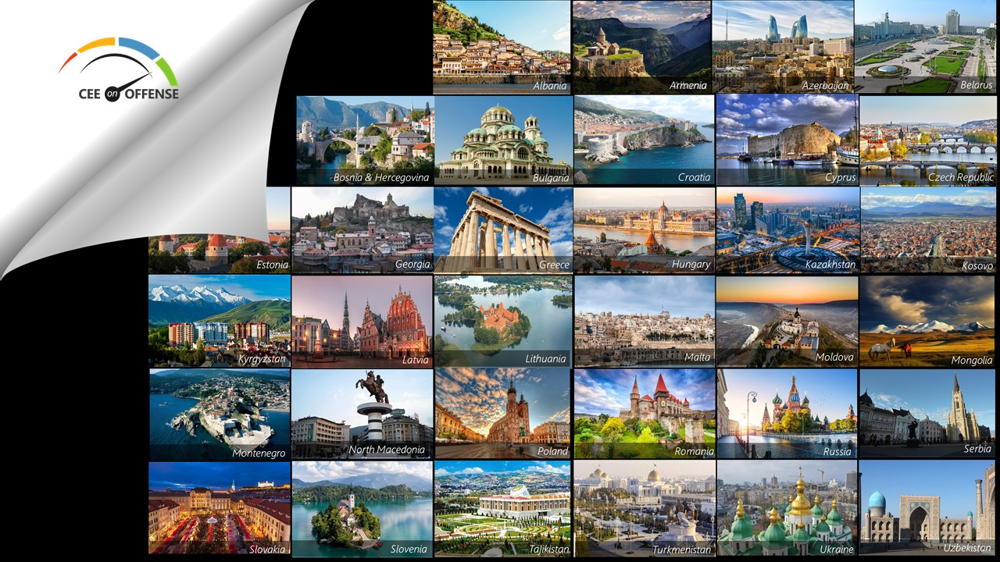 CEE on OFFENSE
Albania
Armenia
Azerbaijan
Belarus
Bosnia & Hercegovina
Bulgaria
Croatia
Cyprus
Czech Republic
Estonia
Georgia
Greece
Hungary
Kazakhstan
Kosovo
Kyrgyzstan
Latvia
Lithuania
Malta
Moldova
Mongolia
Montenegro
North Macedonia
Poland
Romania
Russia
Serbia
Slovakia
Slovenia
Tajikistan
Turkmenistan
Ukraine
Uzbekistan